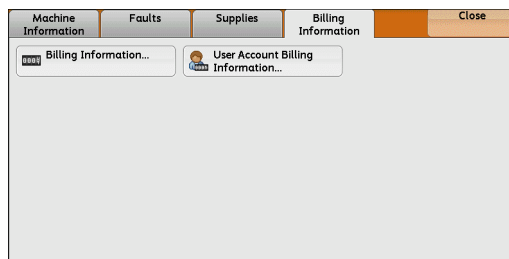 Machine
Information
Faults
Supplies
Billing
Information
Close
Billing Information...
User Account Billing
Information...